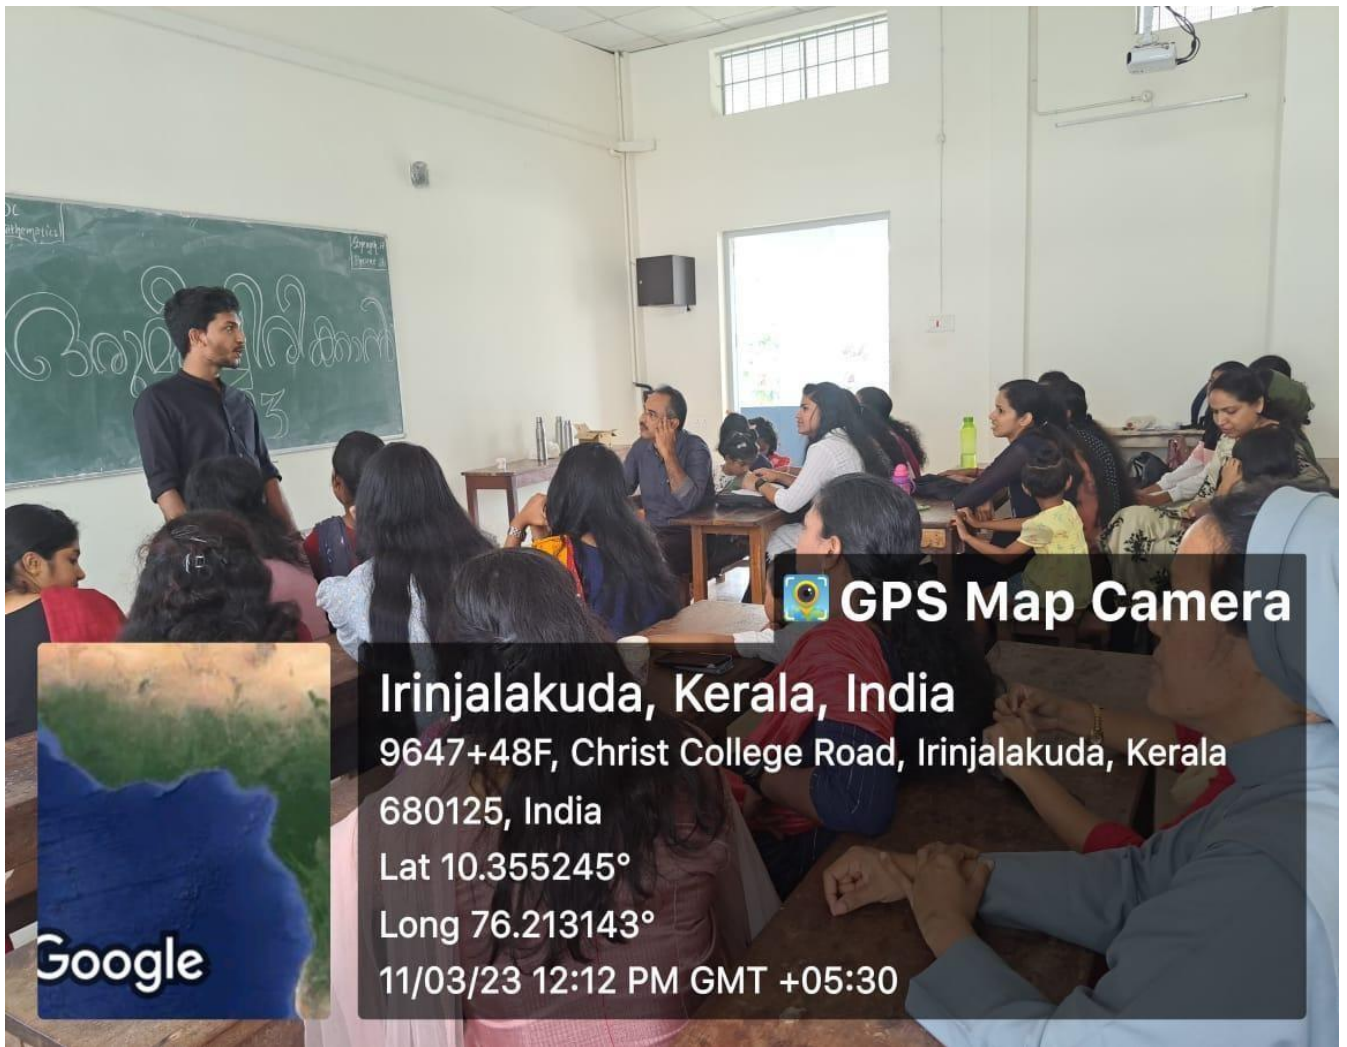 athematics
GPS Map Camera
Irinjalakuda, Kerala, India
9647+48F, Christ College Road, Irinjalakuda, Kerala
680125, India
Lat 10.355245°
Long 76.213143°
11/03/23 12:12 PM GMT +05:30
Google